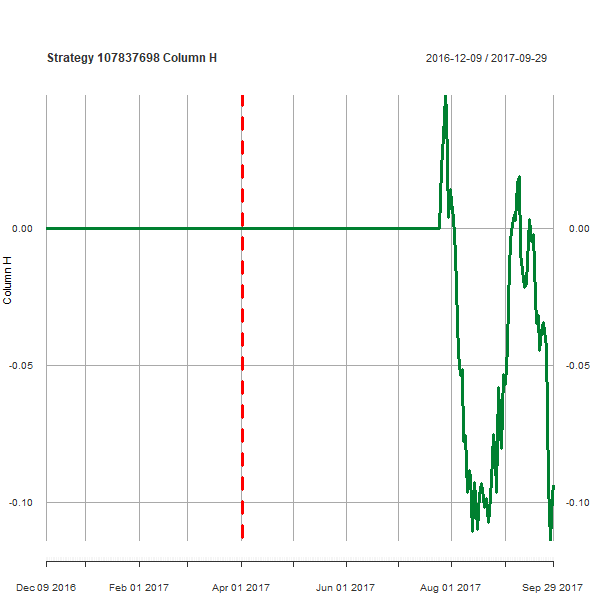 Strategy 107837698 Column H
2016-12-09 / 2017-09-29
0.00
0.00
Column H
-0.05
-0.05
-0.10
-0.10
Dec 09 2016
Feb 01 2017
Apr 01 2017
Jun 01 2017
Aug 01 2017
Sep 29 2017